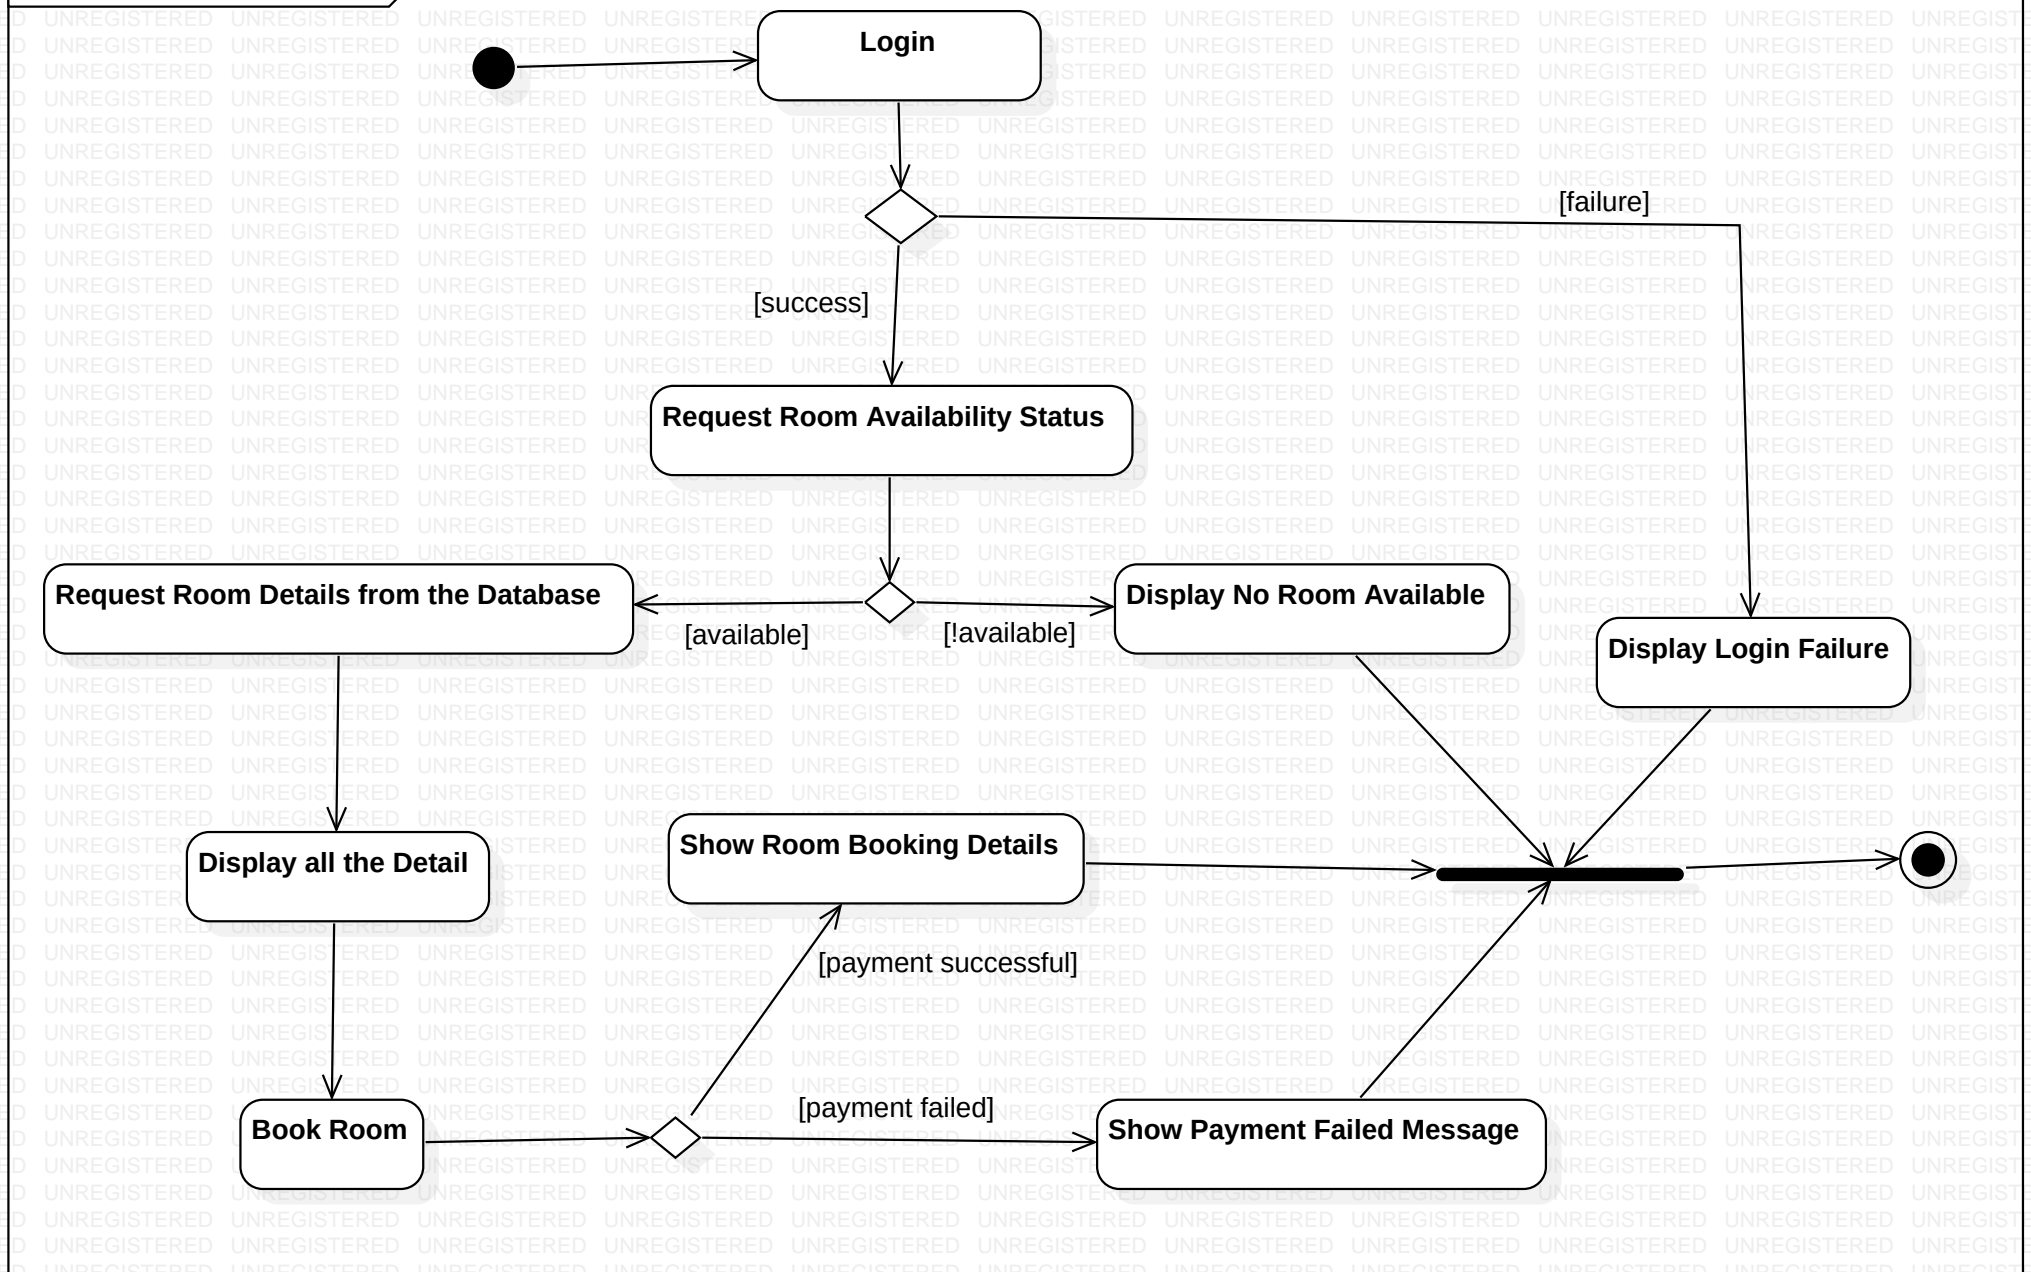 Login
[failure]
[success]
Request Room Availability Status
Request Room Details from the Database
[available]
[!available]
Display No Room Available
Display Login Failure
Display all the Detail
Show Room Booking Details
[payment successful]
Book Room
[payment failed]
Show Payment Failed Message
UNREGISTERED